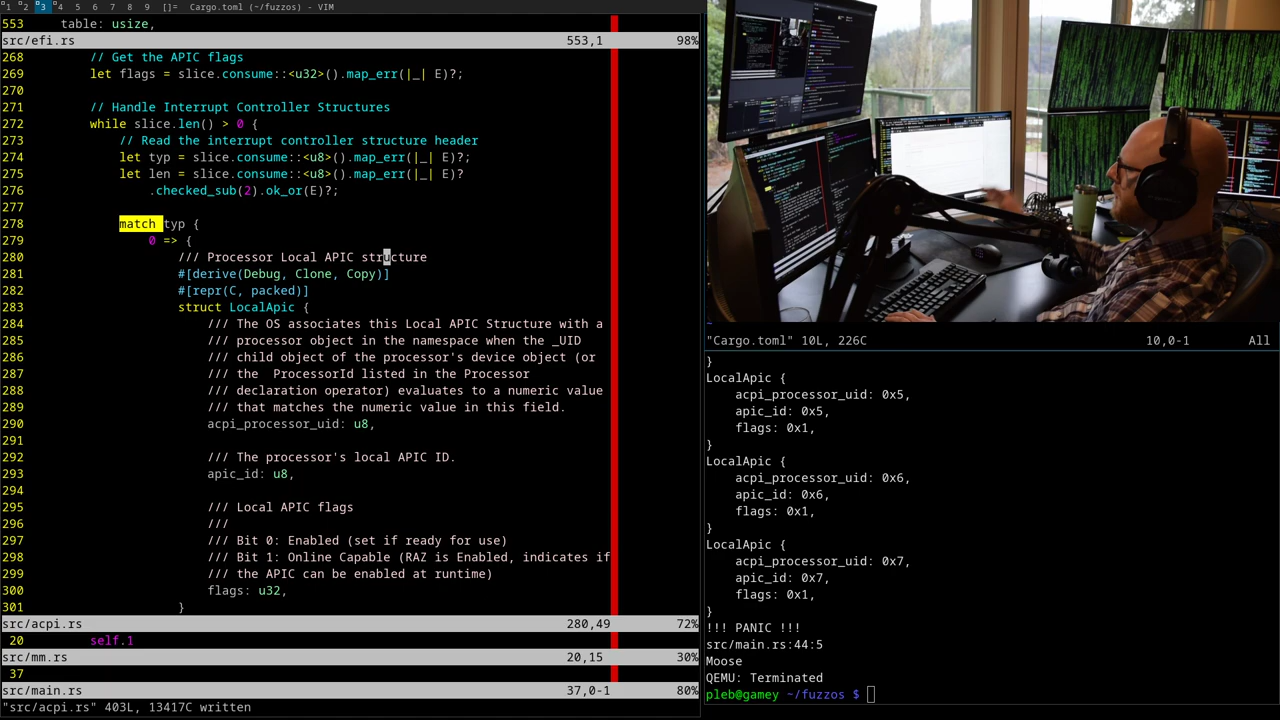 1 2 3 4 5 6 7 8 9 []= Cargo.toml (~/fuzzos) - VIM
553     table: usize,
src/efi.rs 553,1 98%
268         // Get the APIC flags
269         let flags = slice.consume::<u32>().map_err(|_| E)?;
270
271         // Handle Interrupt Controller Structures
272         while slice.len() > 0 {
273             // Read the interrupt controller structure header
274             let typ = slice.consume::<u8>().map_err(|_| E)?;
275             let len = slice.consume::<u8>().map_err(|_| E)?
276                 .checked_sub(2).ok_or(E)?;
277
278             match typ {
279                 0 => {
280                     /// Processor Local APIC structure
281                     #[derive(Debug, Clone, Copy)]
282                     #[repr(C, packed)]
283                     struct LocalApic {
284                         /// The OS associates this Local APIC Structure with a
285                         /// processor object in the namespace when the _UID
286                         /// child object of the processor's device object (or
287                         /// the  ProcessorId listed in the Processor
288                         /// declaration operator) evaluates to a numeric value
289                         /// that matches the numeric value in this field.
290                         acpi_processor_uid: u8,
291
292                         /// The processor's local APIC ID.
293                         apic_id: u8,
294
295                         /// Local APIC flags
296                         ///
297                         /// Bit 0: Enabled (set if ready for use)
298                         /// Bit 1: Online Capable (RAZ is Enabled, indicates if
299                         /// the APIC can be enabled at runtime)
300                         flags: u32,
301                     }
src/acpi.rs 280,49 72%
20         self.1
src/mm.rs 20,15 30%
37
src/main.rs 37,0-1 80%
"src/acpi.rs" 403L, 13417C written
"Cargo.toml" 10L, 226C 10,0-1 All
}
LocalApic {
    acpi_processor_uid: 0x5,
    apic_id: 0x5,
    flags: 0x1,
}
LocalApic {
    acpi_processor_uid: 0x6,
    apic_id: 0x6,
    flags: 0x1,
}
LocalApic {
    acpi_processor_uid: 0x7,
    apic_id: 0x7,
    flags: 0x1,
}
!!! PANIC !!!
src/main.rs:44:5
Moose
QEMU: Terminated
pleb@gamey ~/fuzzos $